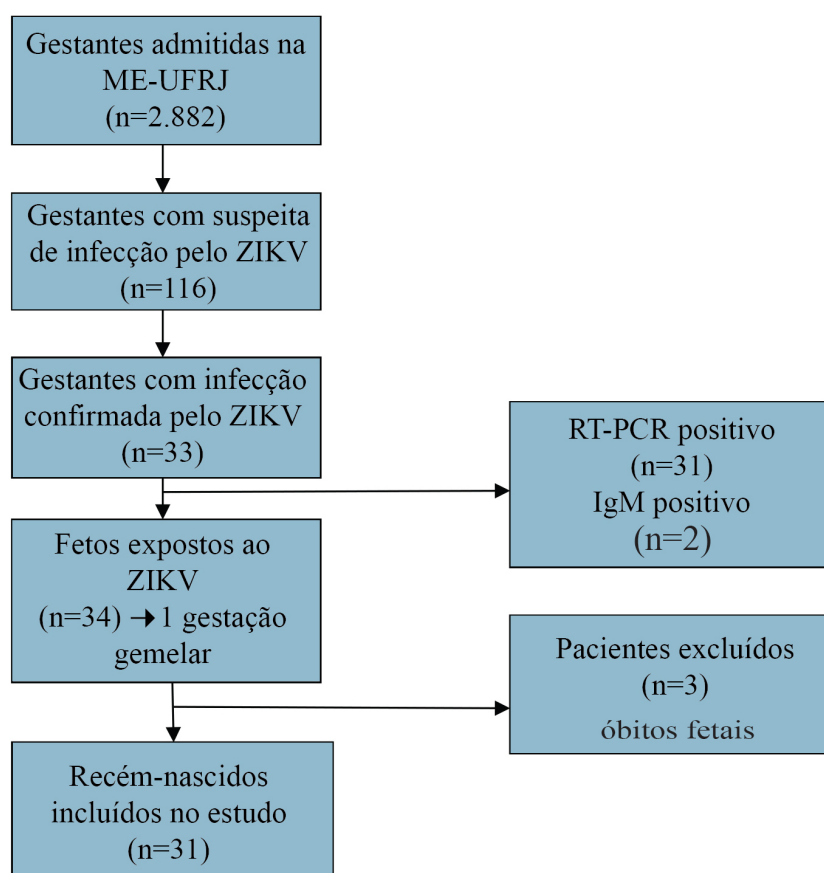 Gestantes admitidas na
ME-UFRJ
(n=2.882)
Gestantes com suspeita
de infecção pelo ZIKV
(n=116)
Gestantes com infecção
confirmada pelo ZIKV
(n=33)
RT-PCR positivo
(n=31)
IgM positivo
(n=2)
Fetos expostos ao
ZIKV
(n=34) → 1 gestação
gemelar
Pacientes excluídos
(n=3)
óbitos fetais
Recém-nascidos
incluídos no estudo
(n=31)